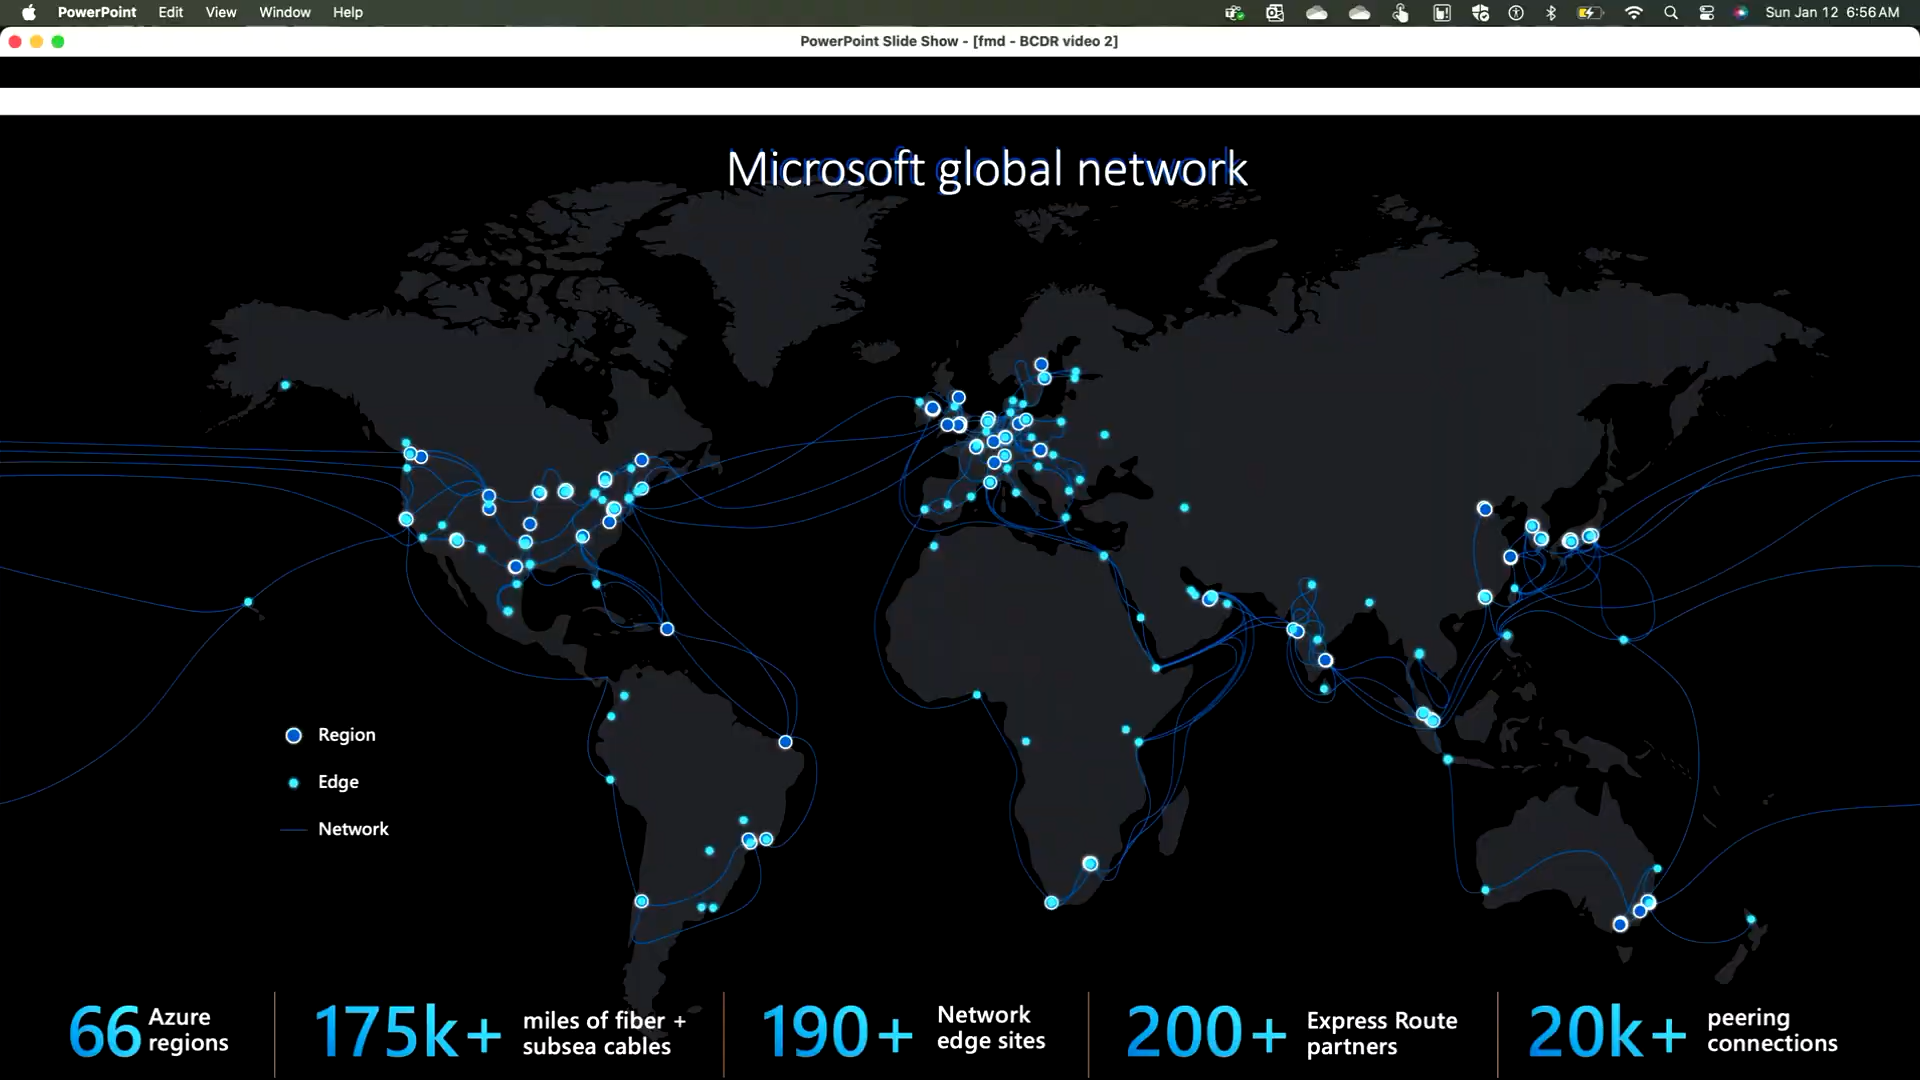 PowerPoint Edit View Window Help Sun Jan 12 6:56 AM
PowerPoint Slide Show - [fmd - BCDR video 2]
Microsoft global network
Region
Edge
Network
66 Azure regions
175k+ miles of fiber + subsea cables
190+ Network edge sites
200+ Express Route partners
20k+ peering connections